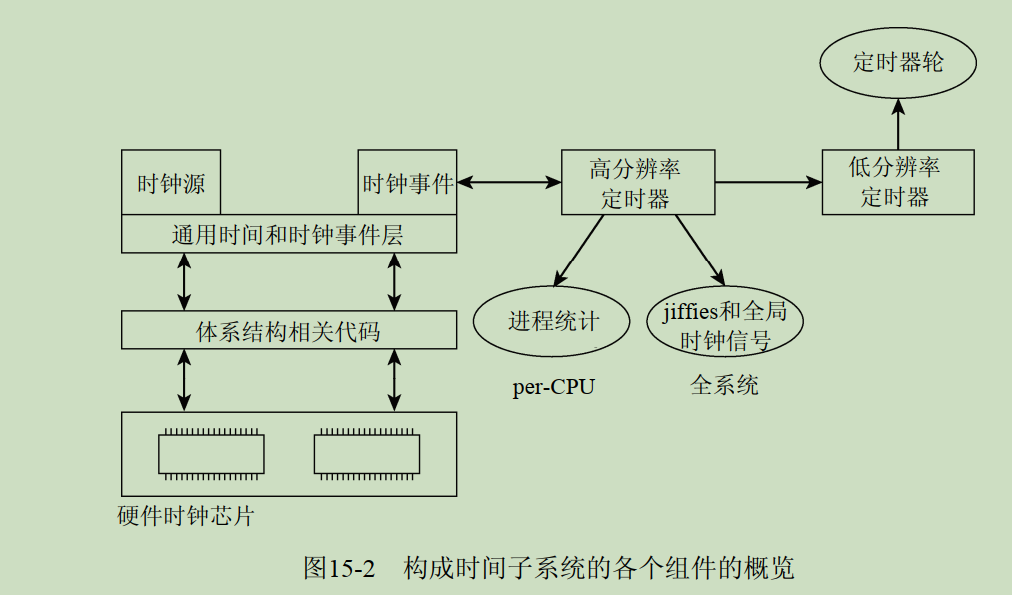 定时器轮
时钟源
时钟事件
高分辨率
定时器
低分辨率
定时器
通用时间和时钟事件层
体系结构相关代码
进程统计
jiffies和全局
时钟信号
per-CPU
全系统
硬件时钟芯片
图15-2 构成时间子系统的各个组件的概览